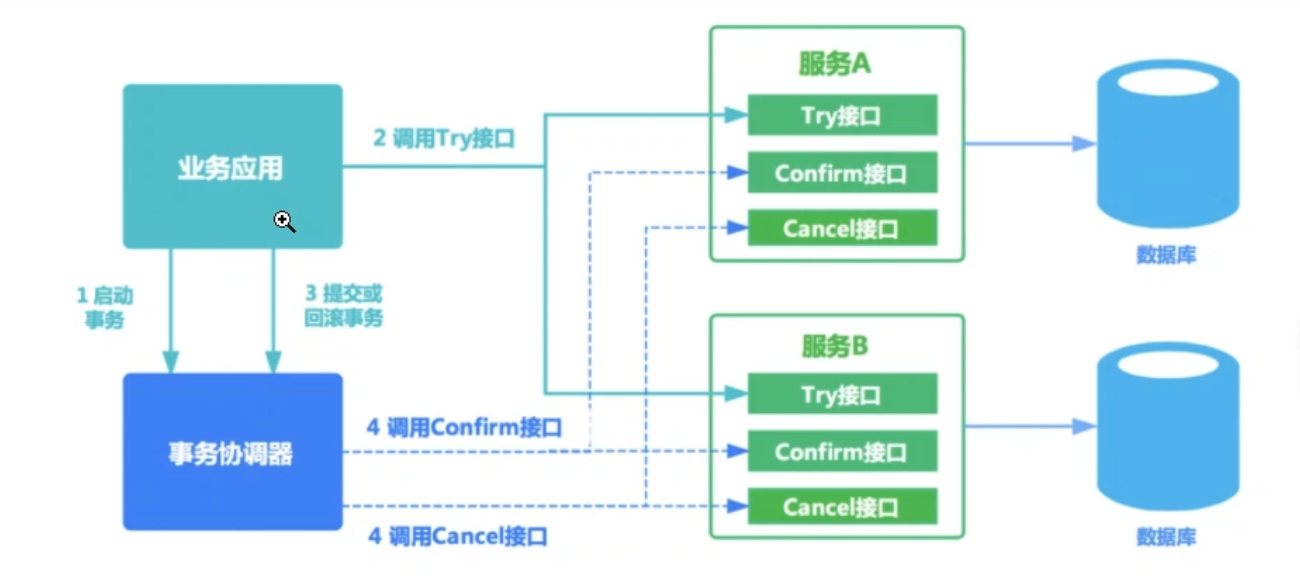 服务A
Try接口
Confirm接口
Cancel接口
数据库
业务应用
2 调用Try接口
1 启动
事务
3 提交或
回滚事务
服务B
Try接口
Confirm接口
Cancel接口
数据库
事务协调器
4 调用Confirm接口
4 调用Cancel接口